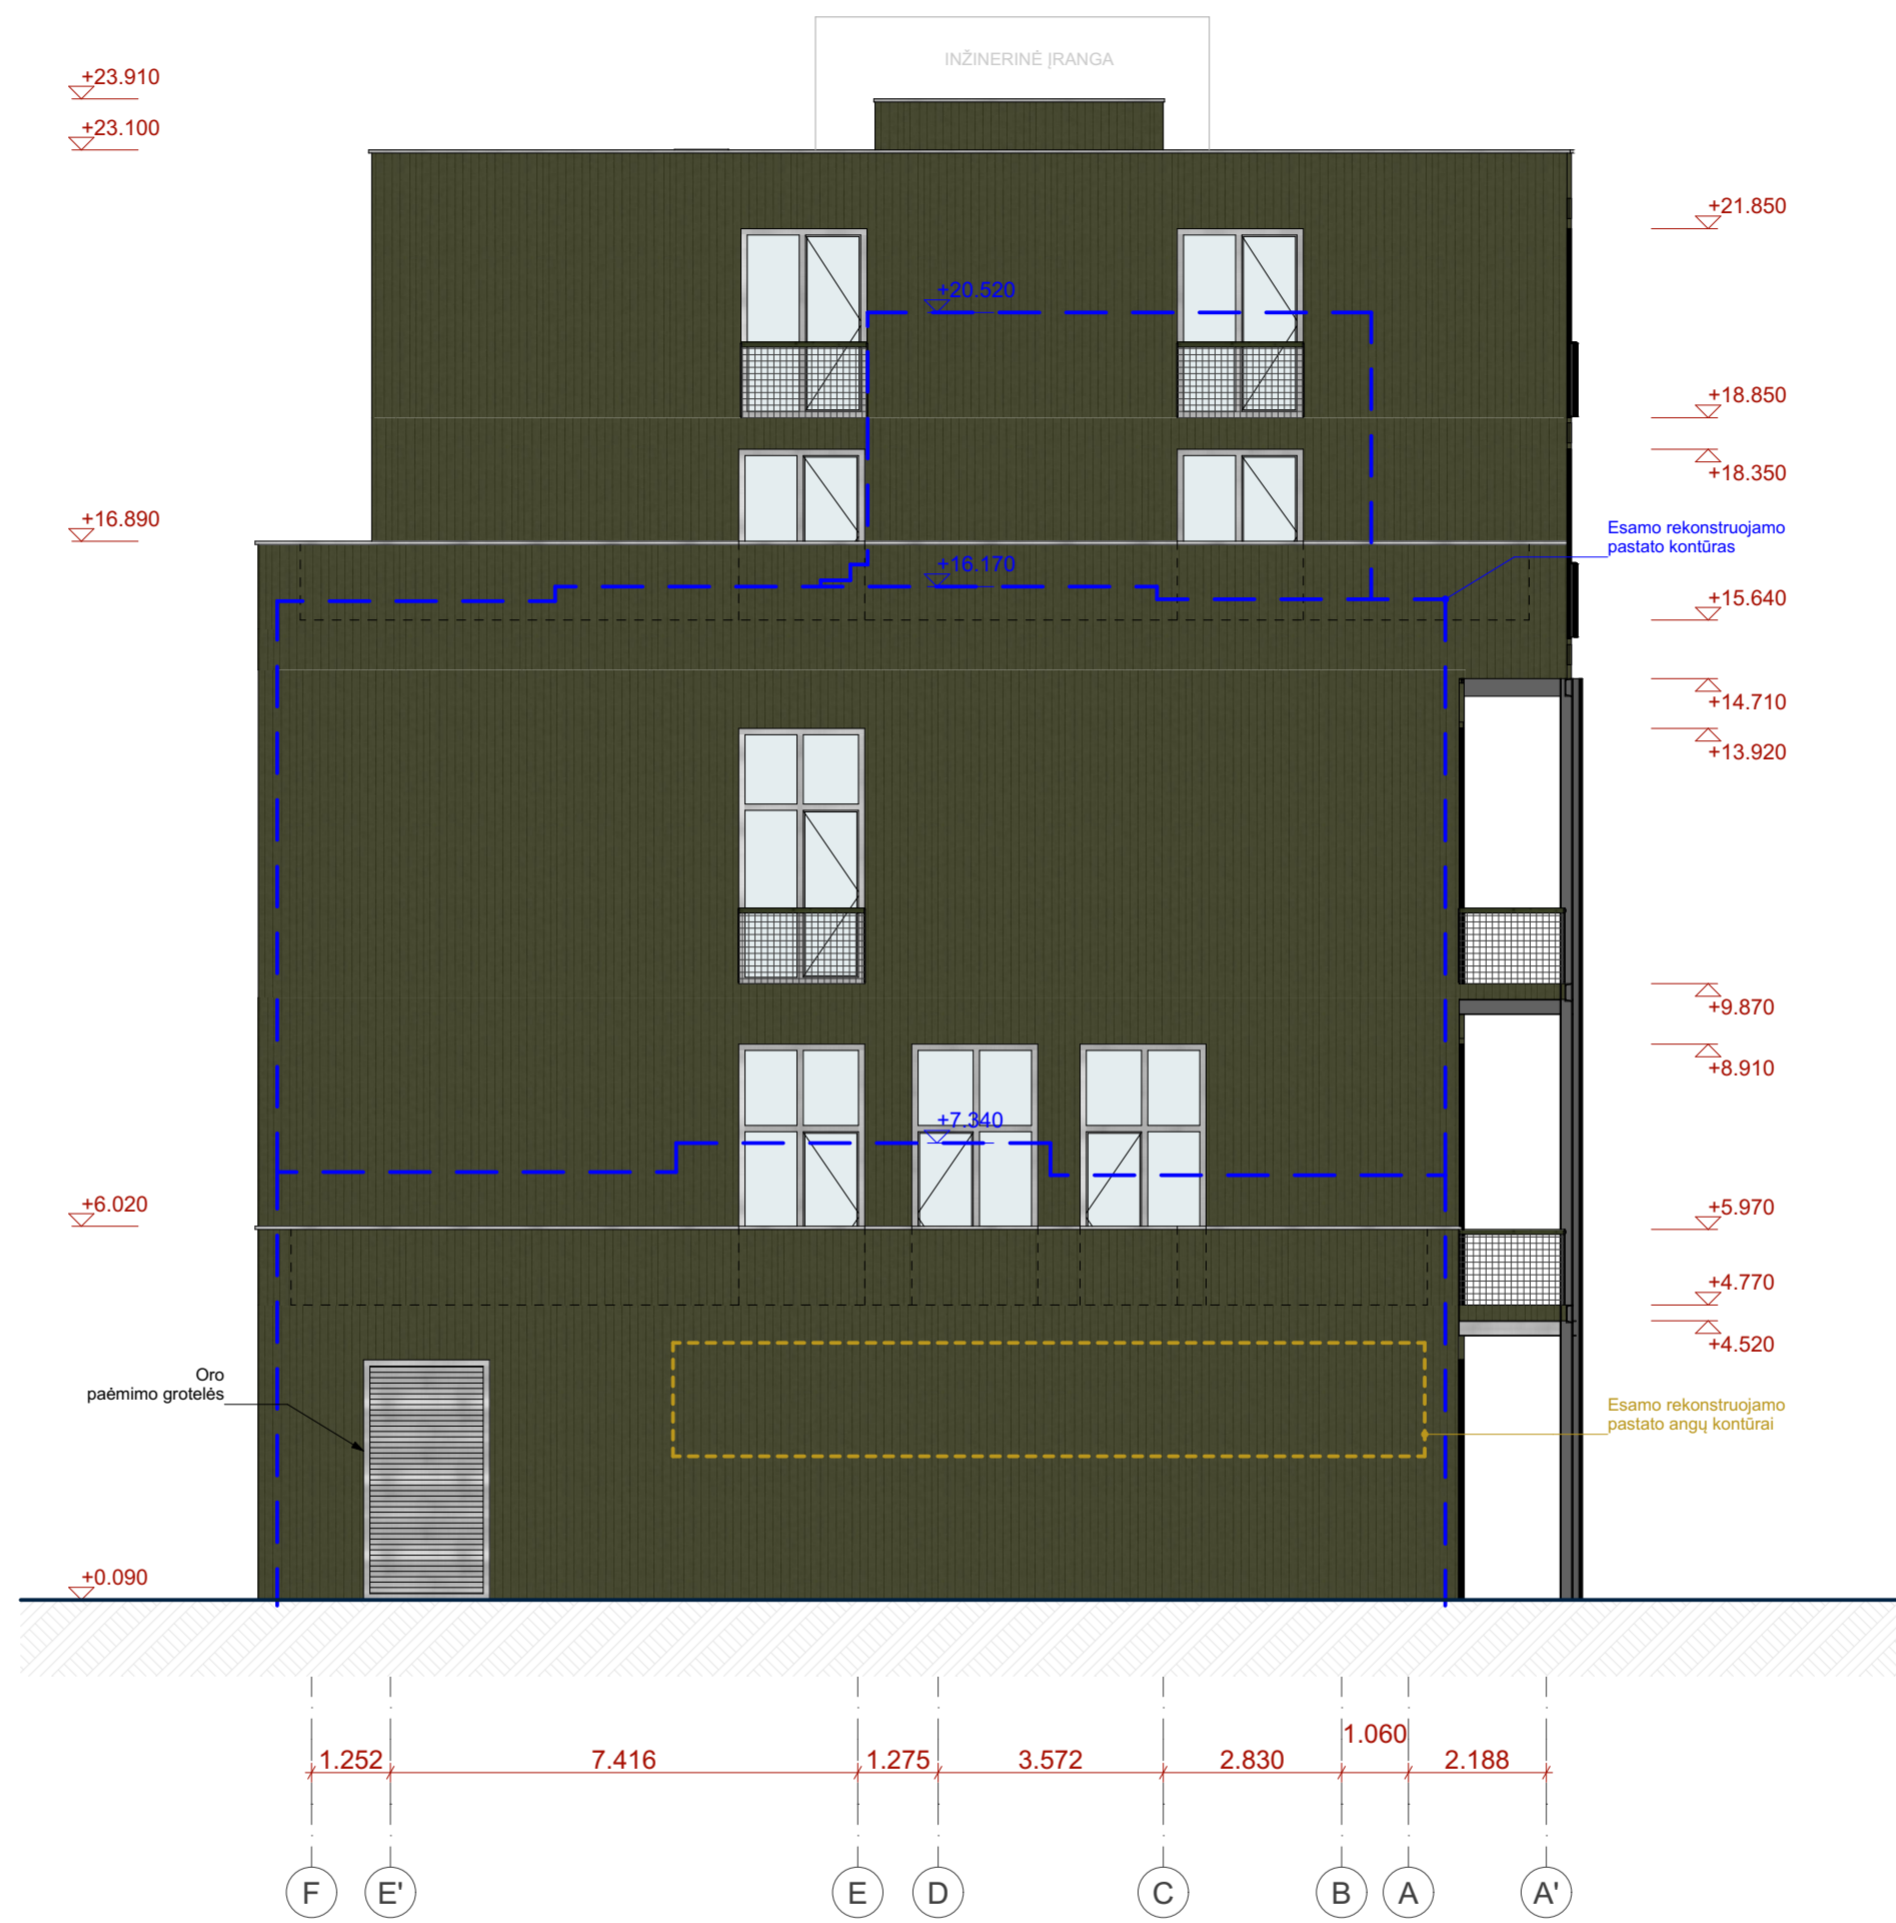 INŽINERINĖ ĮRANGA
+23.910
+23.100
+21.850
+20.520
+18.850
+18.350
+16.890
Esamo rekonstruojamo
pastato kontūras
+16.170
+15.640
+14.710
+13.920
+9.870
+8.910
+7.340
+6.020
+5.970
+4.770
+4.520
Oro
paėmimo grotelės
Esamo rekonstruojamo
pastato angų kontūrai
+0.090
1.252 7.416 1.275 3.572 2.830 1.060 2.188
F E' E D C B A A'